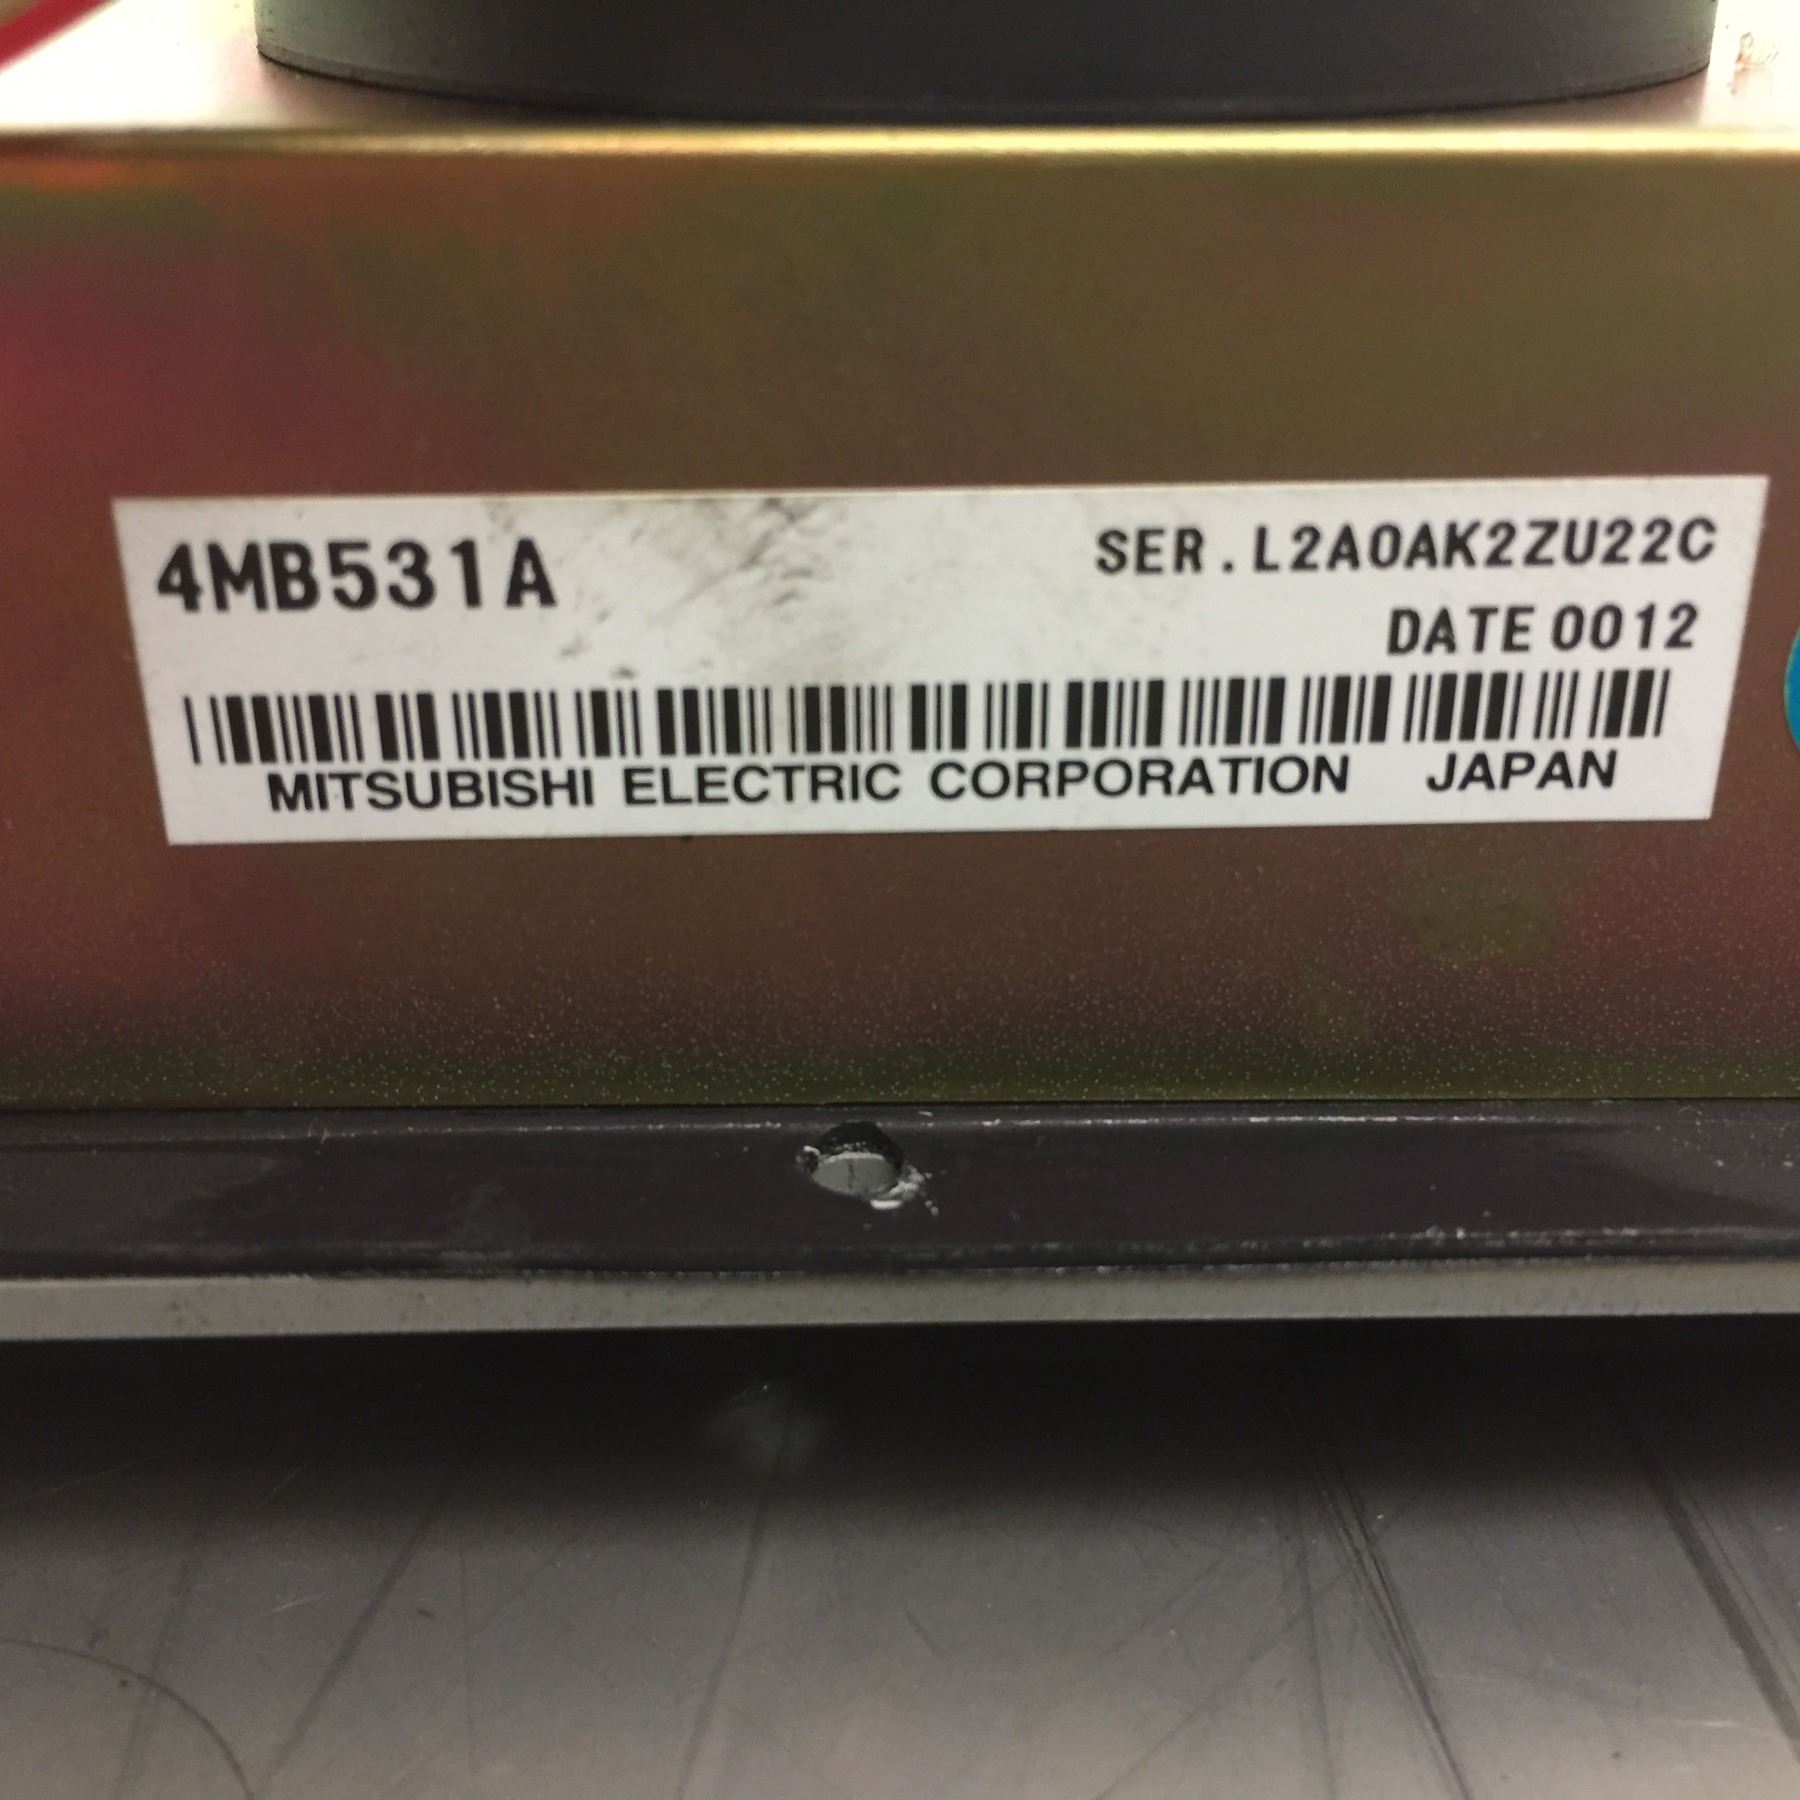 4MB531A
SER.L2A0AK2ZU22C
DATE 0012
MITSUBISHI ELECTRIC CORPORATION JAPAN